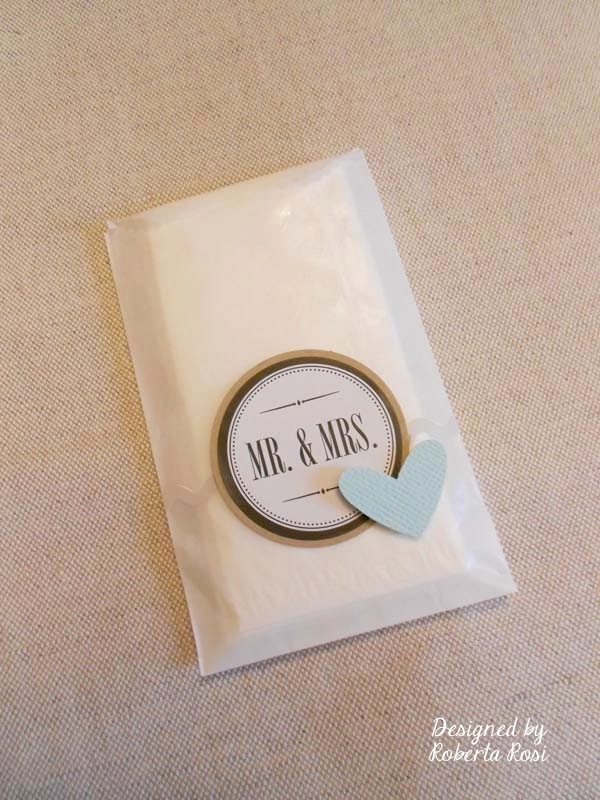 MR. & MRS.
Designed by
Roberta Rosi